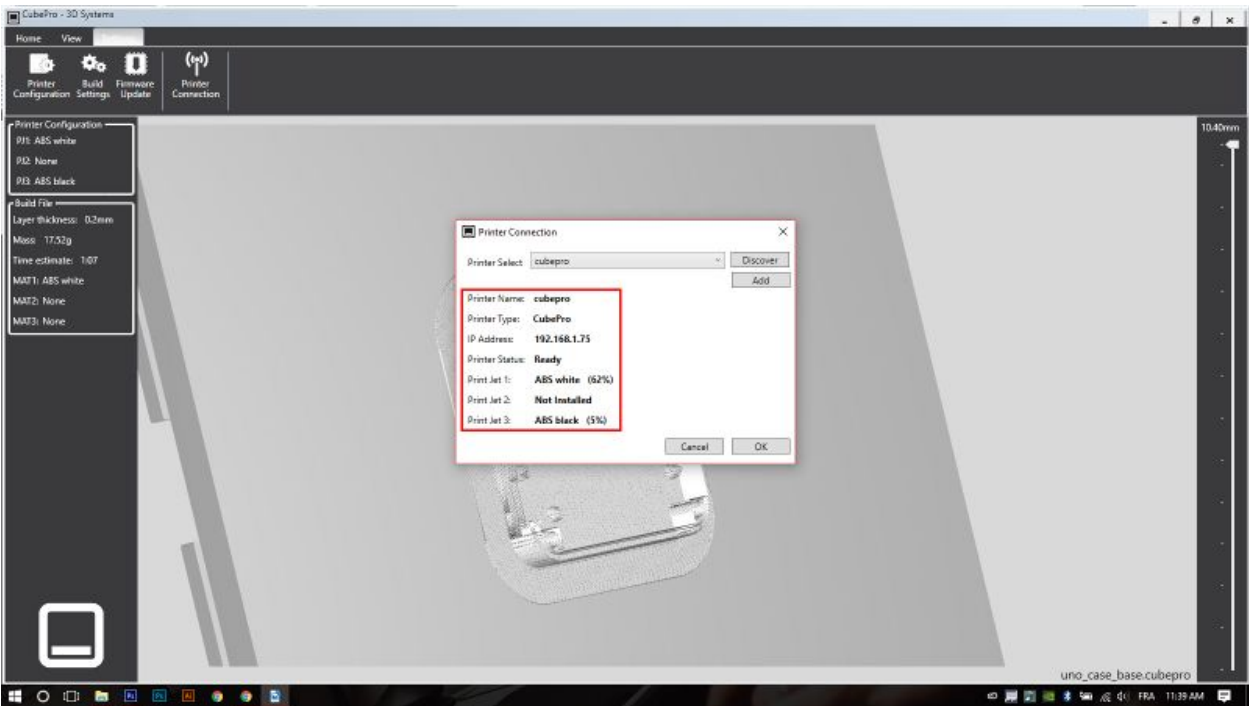 CubePro - 3D Systems
Home View
Printer Configuration
Build Settings
Firmware Update
Printer Connection
Printer Configuration
PJ1: ABS white
PJ2: None
PJ3: ABS black
Build File
Layer thickness: 0.2mm
Mass: 17.52g
Time estimate: 1:07
MAT1: ABS white
MAT2: None
MAT3: None
10.40mm
Printer Connection
Printer Select cubepro Discover
Add
Printer Name: cubepro
Printer Type: CubePro
IP Address: 192.168.1.75
Printer Status: Ready
Print Jet 1: ABS white (62%)
Print Jet 2: Not Installed
Print Jet 3: ABS black (5%)
Cancel OK
uno_case_base.cubepro
FRA 11:39 AM